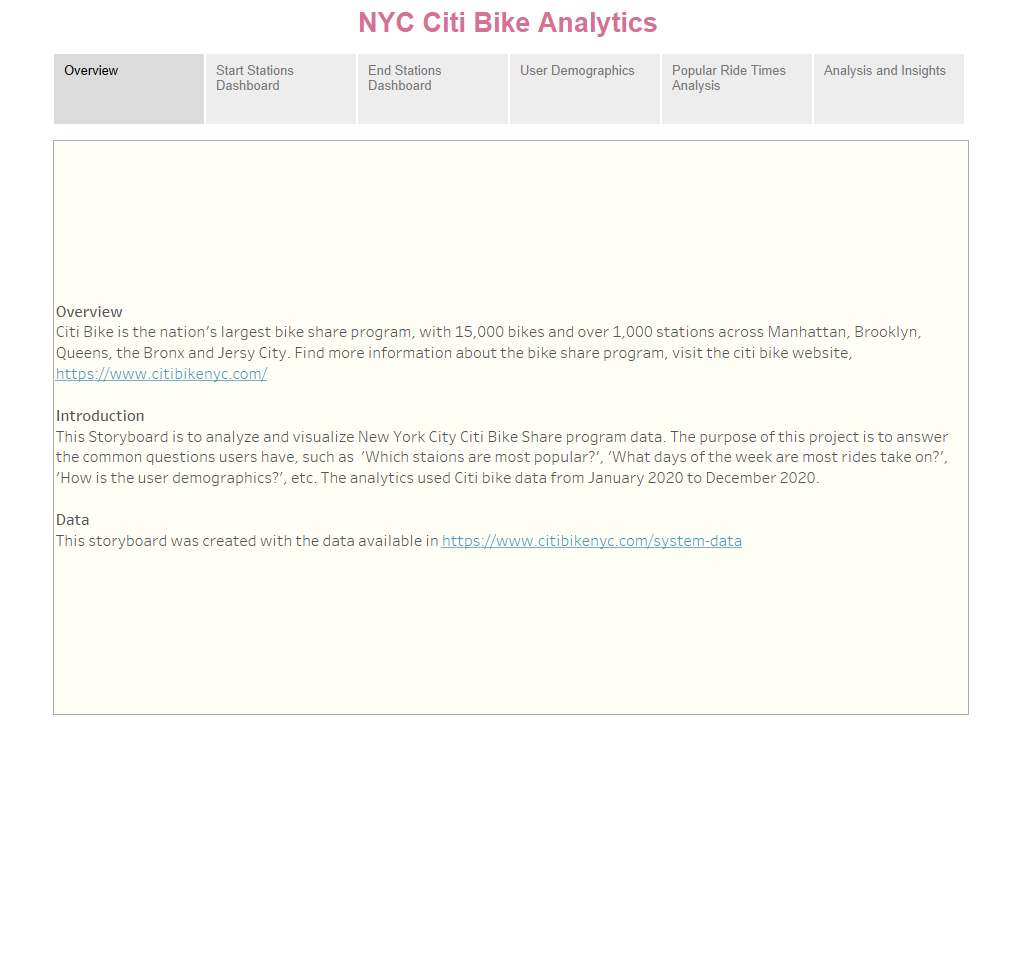 NYC Citi Bike Analytics
Overview
Start Stations
Dashboard
End Stations
Dashboard
User Demographics
Popular Ride Times
Analysis
Analysis and Insights
Overview
Citi Bike is the nation's largest bike share program, with 15,000 bikes and over 1,000 stations across Manhattan, Brooklyn,
Queens, the Bronx and Jersy City. Find more information about the bike share program, visit the citi bike website,
https://www.citibikenyc.com/
Introduction
This Storyboard is to analyze and visualize New York City Citi Bike Share program data. The purpose of this project is to answer
the common questions users have, such as  'Which staions are most popular?', 'What days of the week are most rides take on?',
'How is the user demographics?', etc. The analytics used Citi bike data from January 2020 to December 2020.
Data
This storyboard was created with the data available in https://www.citibikenyc.com/system-data